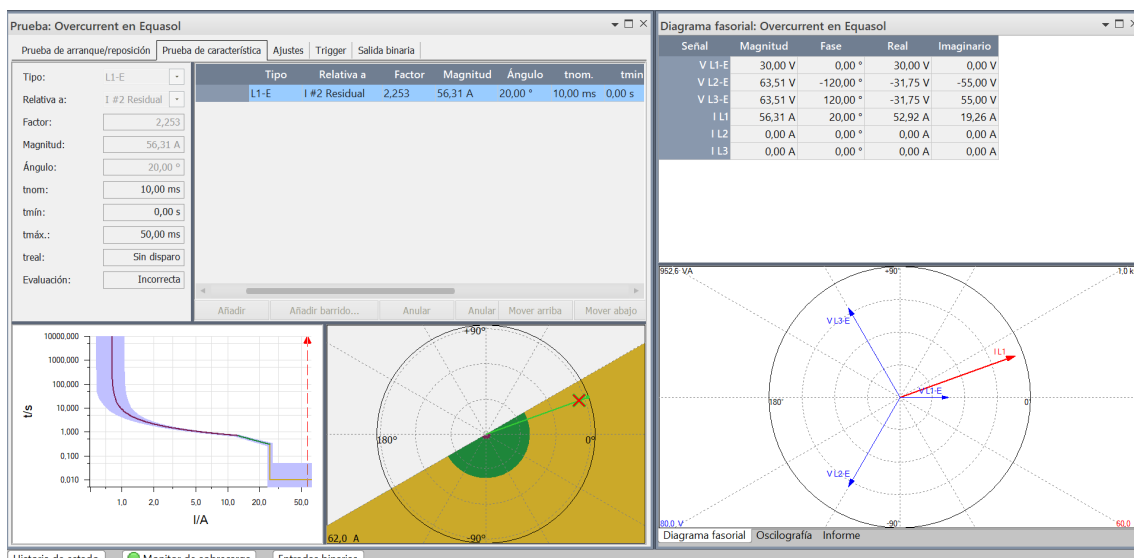 Prueba: Overcurrent en Equasol
Prueba de arranque/reposición Prueba de característica Ajustes Trigger Salida binaria
Tipo: L1-E
Relativa a: I #2 Residual
Factor: 2,253
Magnitud: 56,31 A
Ángulo: 20,00 °
tnom: 10,00 ms
tmín: 0,00 s
tmáx.: 50,00 ms
treal: Sin disparo
Evaluación: Incorrecta
Tipo Relativa a Factor Magnitud Ángulo tnom. tmin
L1-E I #2 Residual 2,253 56,31 A 20,00 ° 10,00 ms 0,00 s
Añadir Añadir barrido... Anular Anular Mover arriba Mover abajo
10000,000
1000,000
100,000
10,000
1,000
0,100
0,010
t/s
1,0 2,0 5,0 10,0 20,0 50,0
I/A
+90°
180° 0°
-90°
62,0 A
Diagrama fasorial: Overcurrent en Equasol
Señal Magnitud Fase Real Imaginario
V L1-E 30,00 V 0,00 ° 30,00 V 0,00 V
V L2-E 63,51 V -120,00 ° -31,75 V -55,00 V
V L3-E 63,51 V 120,00 ° -31,75 V 55,00 V
I L1 56,31 A 20,00 ° 52,92 A 19,26 A
I L2 0,00 A 0,00 ° 0,00 A 0,00 A
I L3 0,00 A 0,00 ° 0,00 A 0,00 A
952.6 VA +90° 1,0 k
V L3-E
I L1
V L1-E
180° 0°
V L2-E
80,0 V -90° 60,0
Diagrama fasorial Oscilografía Informe
Historia de estado Monitor de sobrecarga Entradas binarias